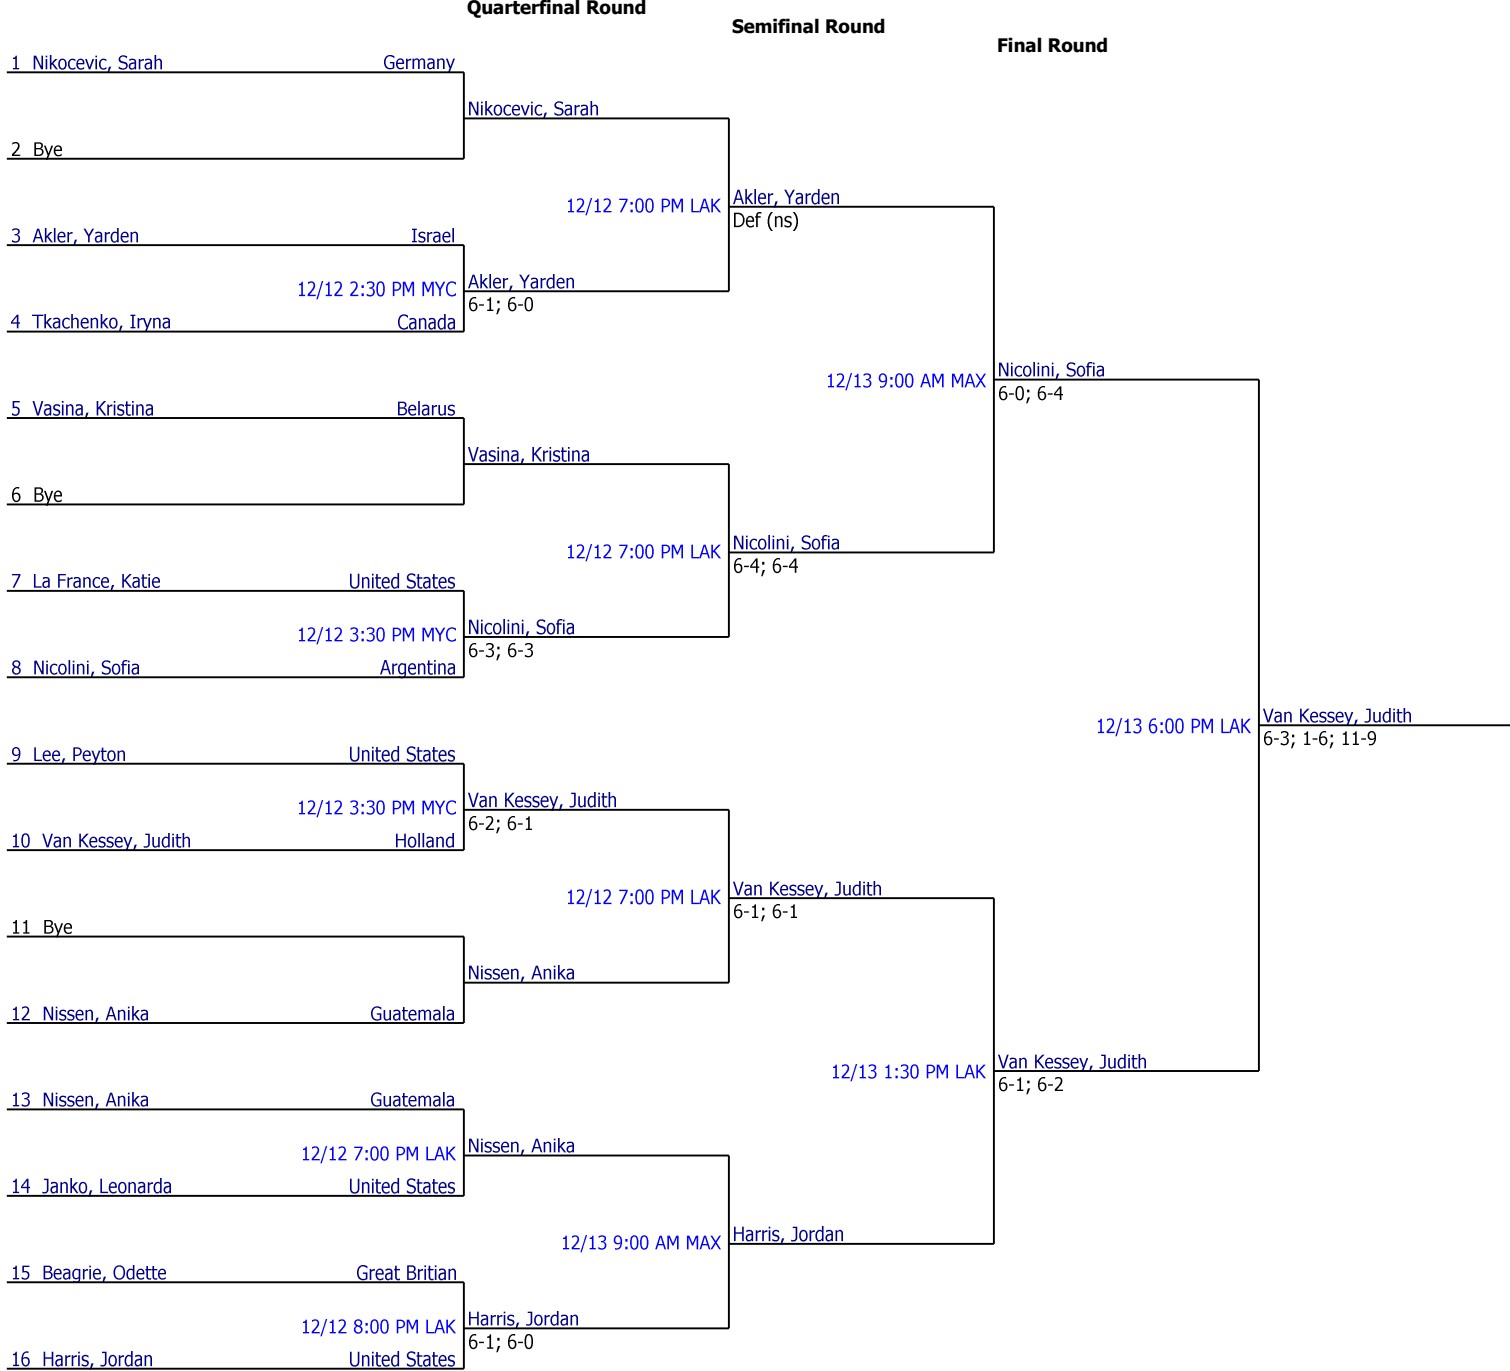 Quarterfinal Round
Semifinal Round
Final Round
1 Nikocevic, Sarah Germany
Nikocevic, Sarah
2 Bye
12/12 7:00 PM LAK Akler, Yarden
Def (ns)
3 Akler, Yarden Israel
12/12 2:30 PM MYC Akler, Yarden
6-1; 6-0
4 Tkachenko, Iryna Canada
12/13 9:00 AM MAX Nicolini, Sofia
6-0; 6-4
5 Vasina, Kristina Belarus
Vasina, Kristina
6 Bye
12/12 7:00 PM LAK Nicolini, Sofia
6-4; 6-4
7 La France, Katie United States
12/12 3:30 PM MYC Nicolini, Sofia
6-3; 6-3
8 Nicolini, Sofia Argentina
12/13 6:00 PM LAK Van Kessey, Judith
6-3; 1-6; 11-9
9 Lee, Peyton United States
12/12 3:30 PM MYC Van Kessey, Judith
6-2; 6-1
10 Van Kessey, Judith Holland
12/12 7:00 PM LAK Van Kessey, Judith
6-1; 6-1
11 Bye
Nissen, Anika
12 Nissen, Anika Guatemala
12/13 1:30 PM LAK Van Kessey, Judith
6-1; 6-2
13 Nissen, Anika Guatemala
12/12 7:00 PM LAK Nissen, Anika
14 Janko, Leonarda United States
12/13 9:00 AM MAX Harris, Jordan
15 Beagrie, Odette Great Britian
12/12 8:00 PM LAK Harris, Jordan
6-1; 6-0
16 Harris, Jordan United States